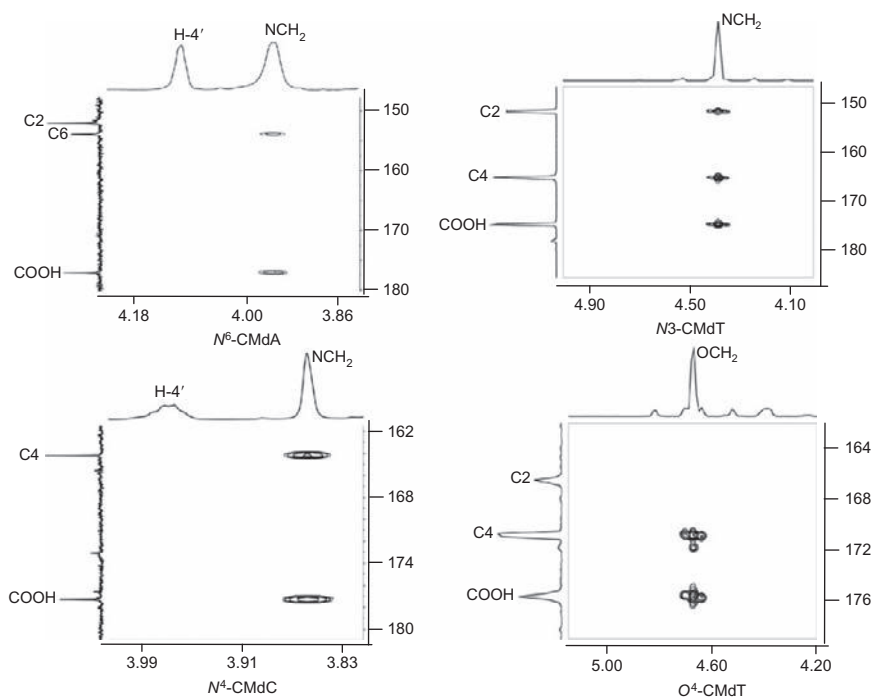 H-4′ NCH2
C2
C6
COOH
150
160
170
180
4.18 4.00 3.86
N6-CMdA
NCH2
C2
C4
COOH
150
160
170
180
4.90 4.50 4.10
N3-CMdT
H-4′ NCH2
C4
COOH
162
168
174
180
3.99 3.91 3.83
N4-CMdC
OCH2
C2
C4
COOH
164
168
172
176
5.00 4.60 4.20
O4-CMdT